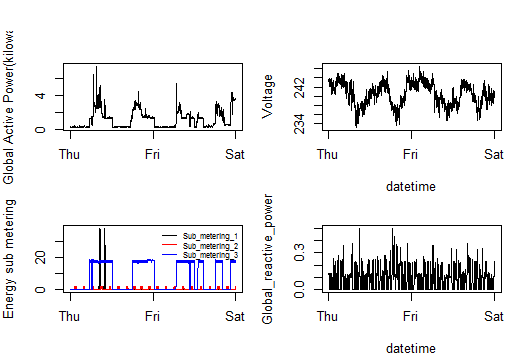 Global Active Power(kilowa
4
0
Thu Fri Sat
Voltage
242
234
Thu Fri Sat
datetime
Energy sub metering
20
0
Sub_metering_1
Sub_metering_2
Sub_metering_3
Thu Fri Sat
Global_reactive_power
0.3
0.0
Thu Fri Sat
datetime